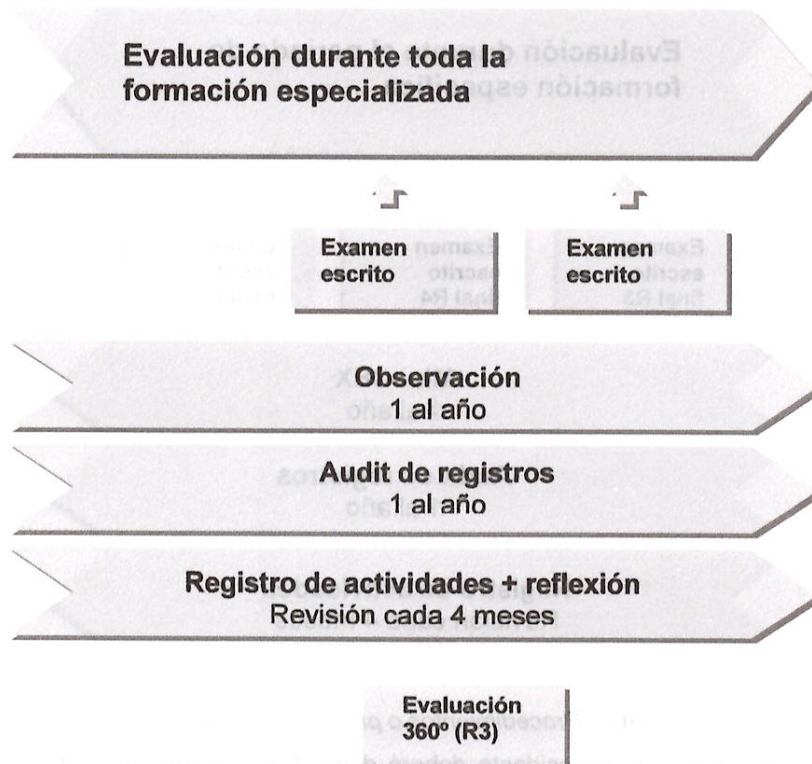 Evaluación durante toda la
formación especializada
Examen
escrito
Examen
escrito
Observación
1 al año
Audit de registros
1 al año
Registro de actividades + reflexión
Revisión cada 4 meses
Evaluación
360º (R3)